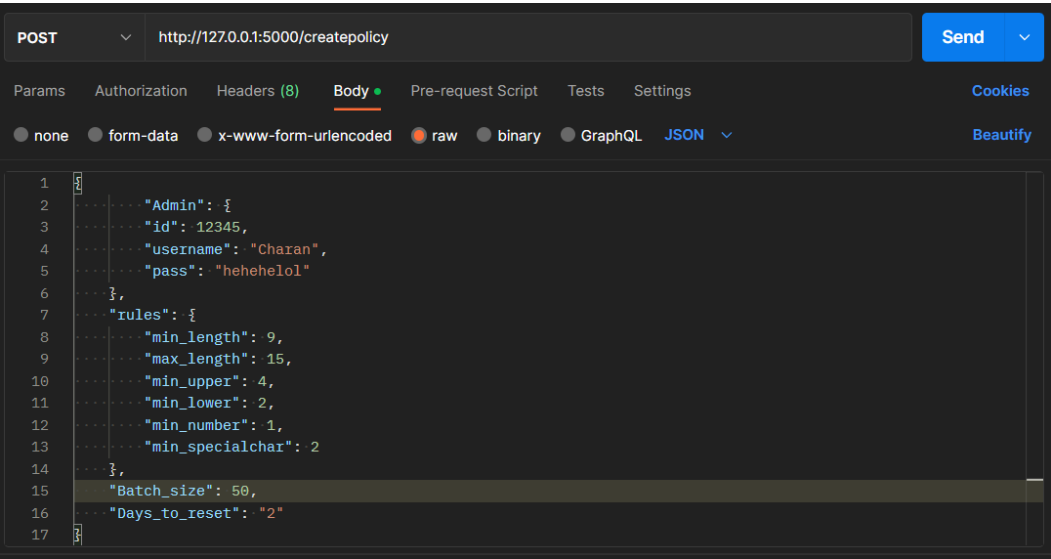 POST http://127.0.0.1:5000/createpolicy Send
Params Authorization Headers (8) Body Pre-request Script Tests Settings Cookies
none form-data x-www-form-urlencoded raw binary GraphQL JSON Beautify
1 {
2 "Admin": {
3 "id": 12345,
4 "username": "Charan",
5 "pass": "hehehelol"
6 },
7 "rules": {
8 "min_length": 9,
9 "max_length": 15,
10 "min_upper": 4,
11 "min_lower": 2,
12 "min_number": 1,
13 "min_specialchar": 2
14 },
15 "Batch_size": 50,
16 "Days_to_reset": "2"
17 }